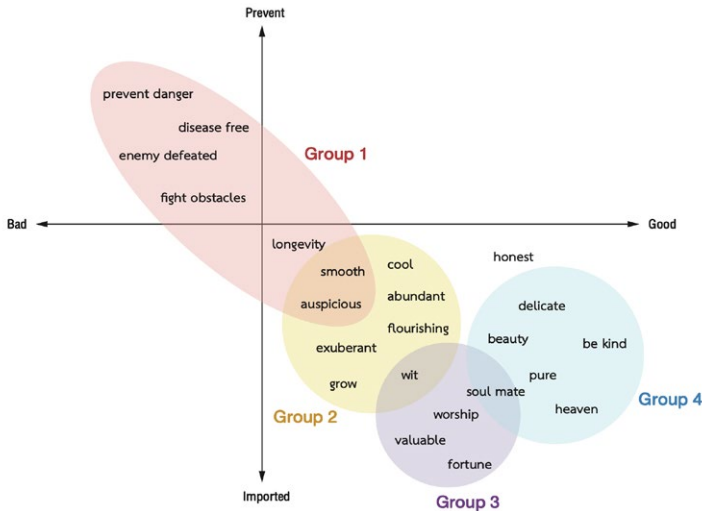 Prevent
prevent danger
disease free
enemy defeated
Group 1
fight obstacles
Bad
Good
longevity
smooth
cool
honest
auspicious
abundant
delicate
flourishing
beauty
be kind
exuberant
grow
wit
pure
soul mate
Group 4
heaven
Group 2
worship
valuable
fortune
Imported
Group 3